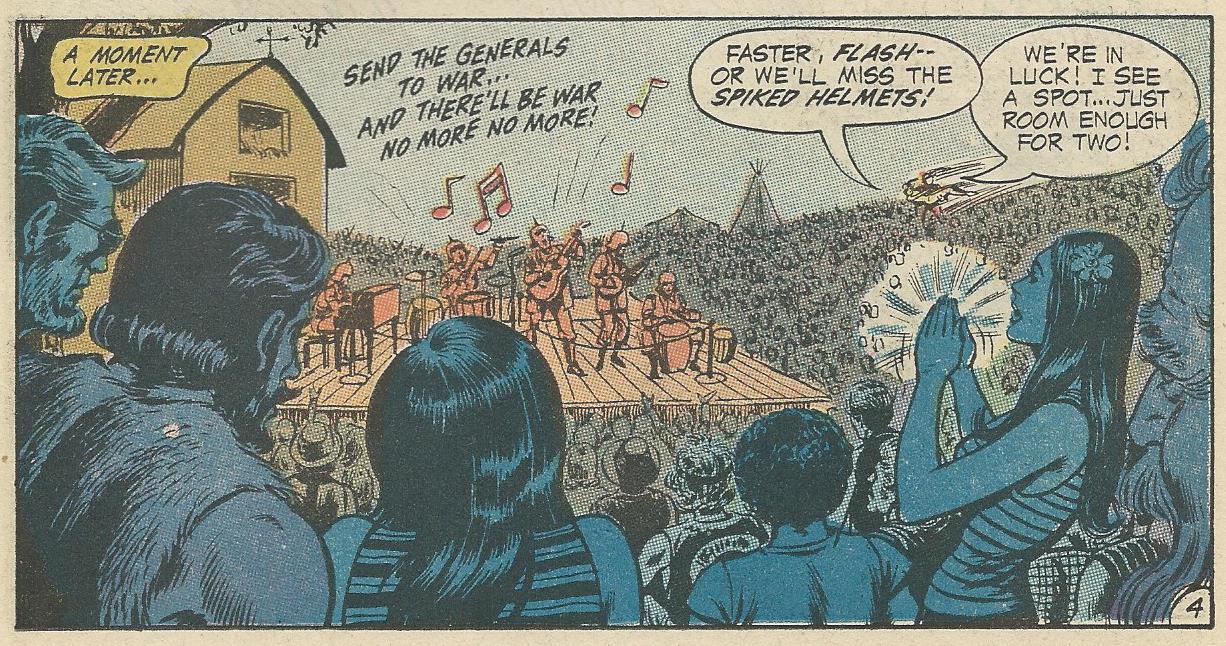 A MOMENT
LATER...
SEND THE GENERALS
TO WAR...
AND THERE'LL BE WAR
NO MORE NO MORE!
FASTER, FLASH--
OR WE'LL MISS THE
SPIKED HELMETS!
WE'RE IN
LUCK! I SEE
A SPOT...JUST
ROOM ENOUGH
FOR TWO!
4